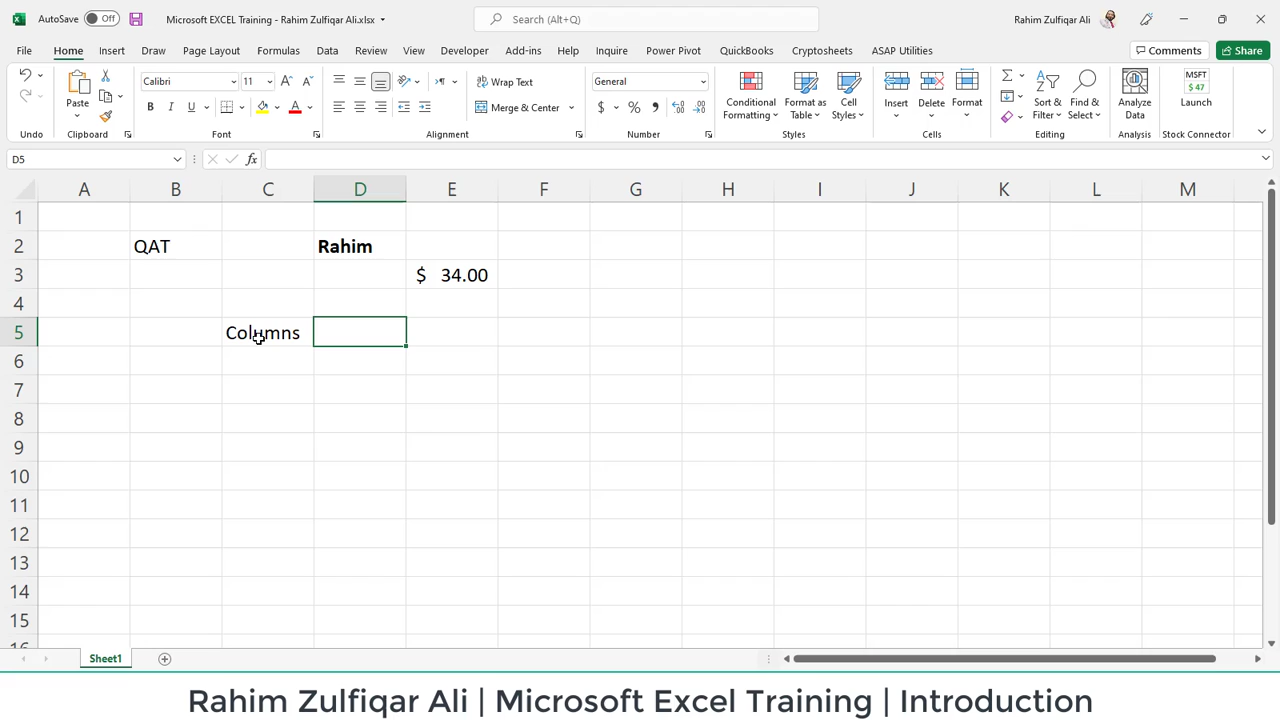 AutoSave Off Microsoft EXCEL Training - Rahim Zulfiqar Ali.xlsx Search (Alt+Q) Rahim Zulfiqar Ali
File Home Insert Draw Page Layout Formulas Data Review View Developer Add-ins Help Inquire Power Pivot QuickBooks Cryptosheets ASAP Utilities Comments Share
Calibri 11 Wrap Text General MSFT
Paste Merge & Center Conditional Formatting Format as Table Cell Styles Insert Delete Format Sort & Filter Find & Select Analyze Data $ 47 Launch
Undo Clipboard Font Alignment Number Styles Cells Editing Analysis Stock Connector
D5 fx
A B C D E F G H I J K L M
1
2 QAT Rahim
3 $ 34.00
4
5 Columns
6
7
8
9
10
11
12
13
14
15
16
Sheet1
Rahim Zulfiqar Ali | Microsoft Excel Training | Introduction